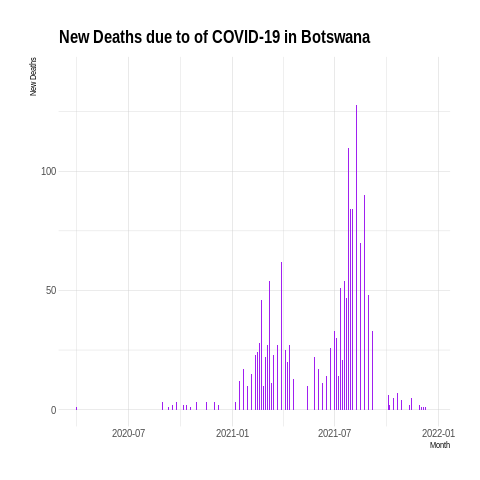 New Deaths due to of COVID-19 in Botswana
New Deaths
100
50
0
2020-07 2021-01 2021-07 2022-01
Month